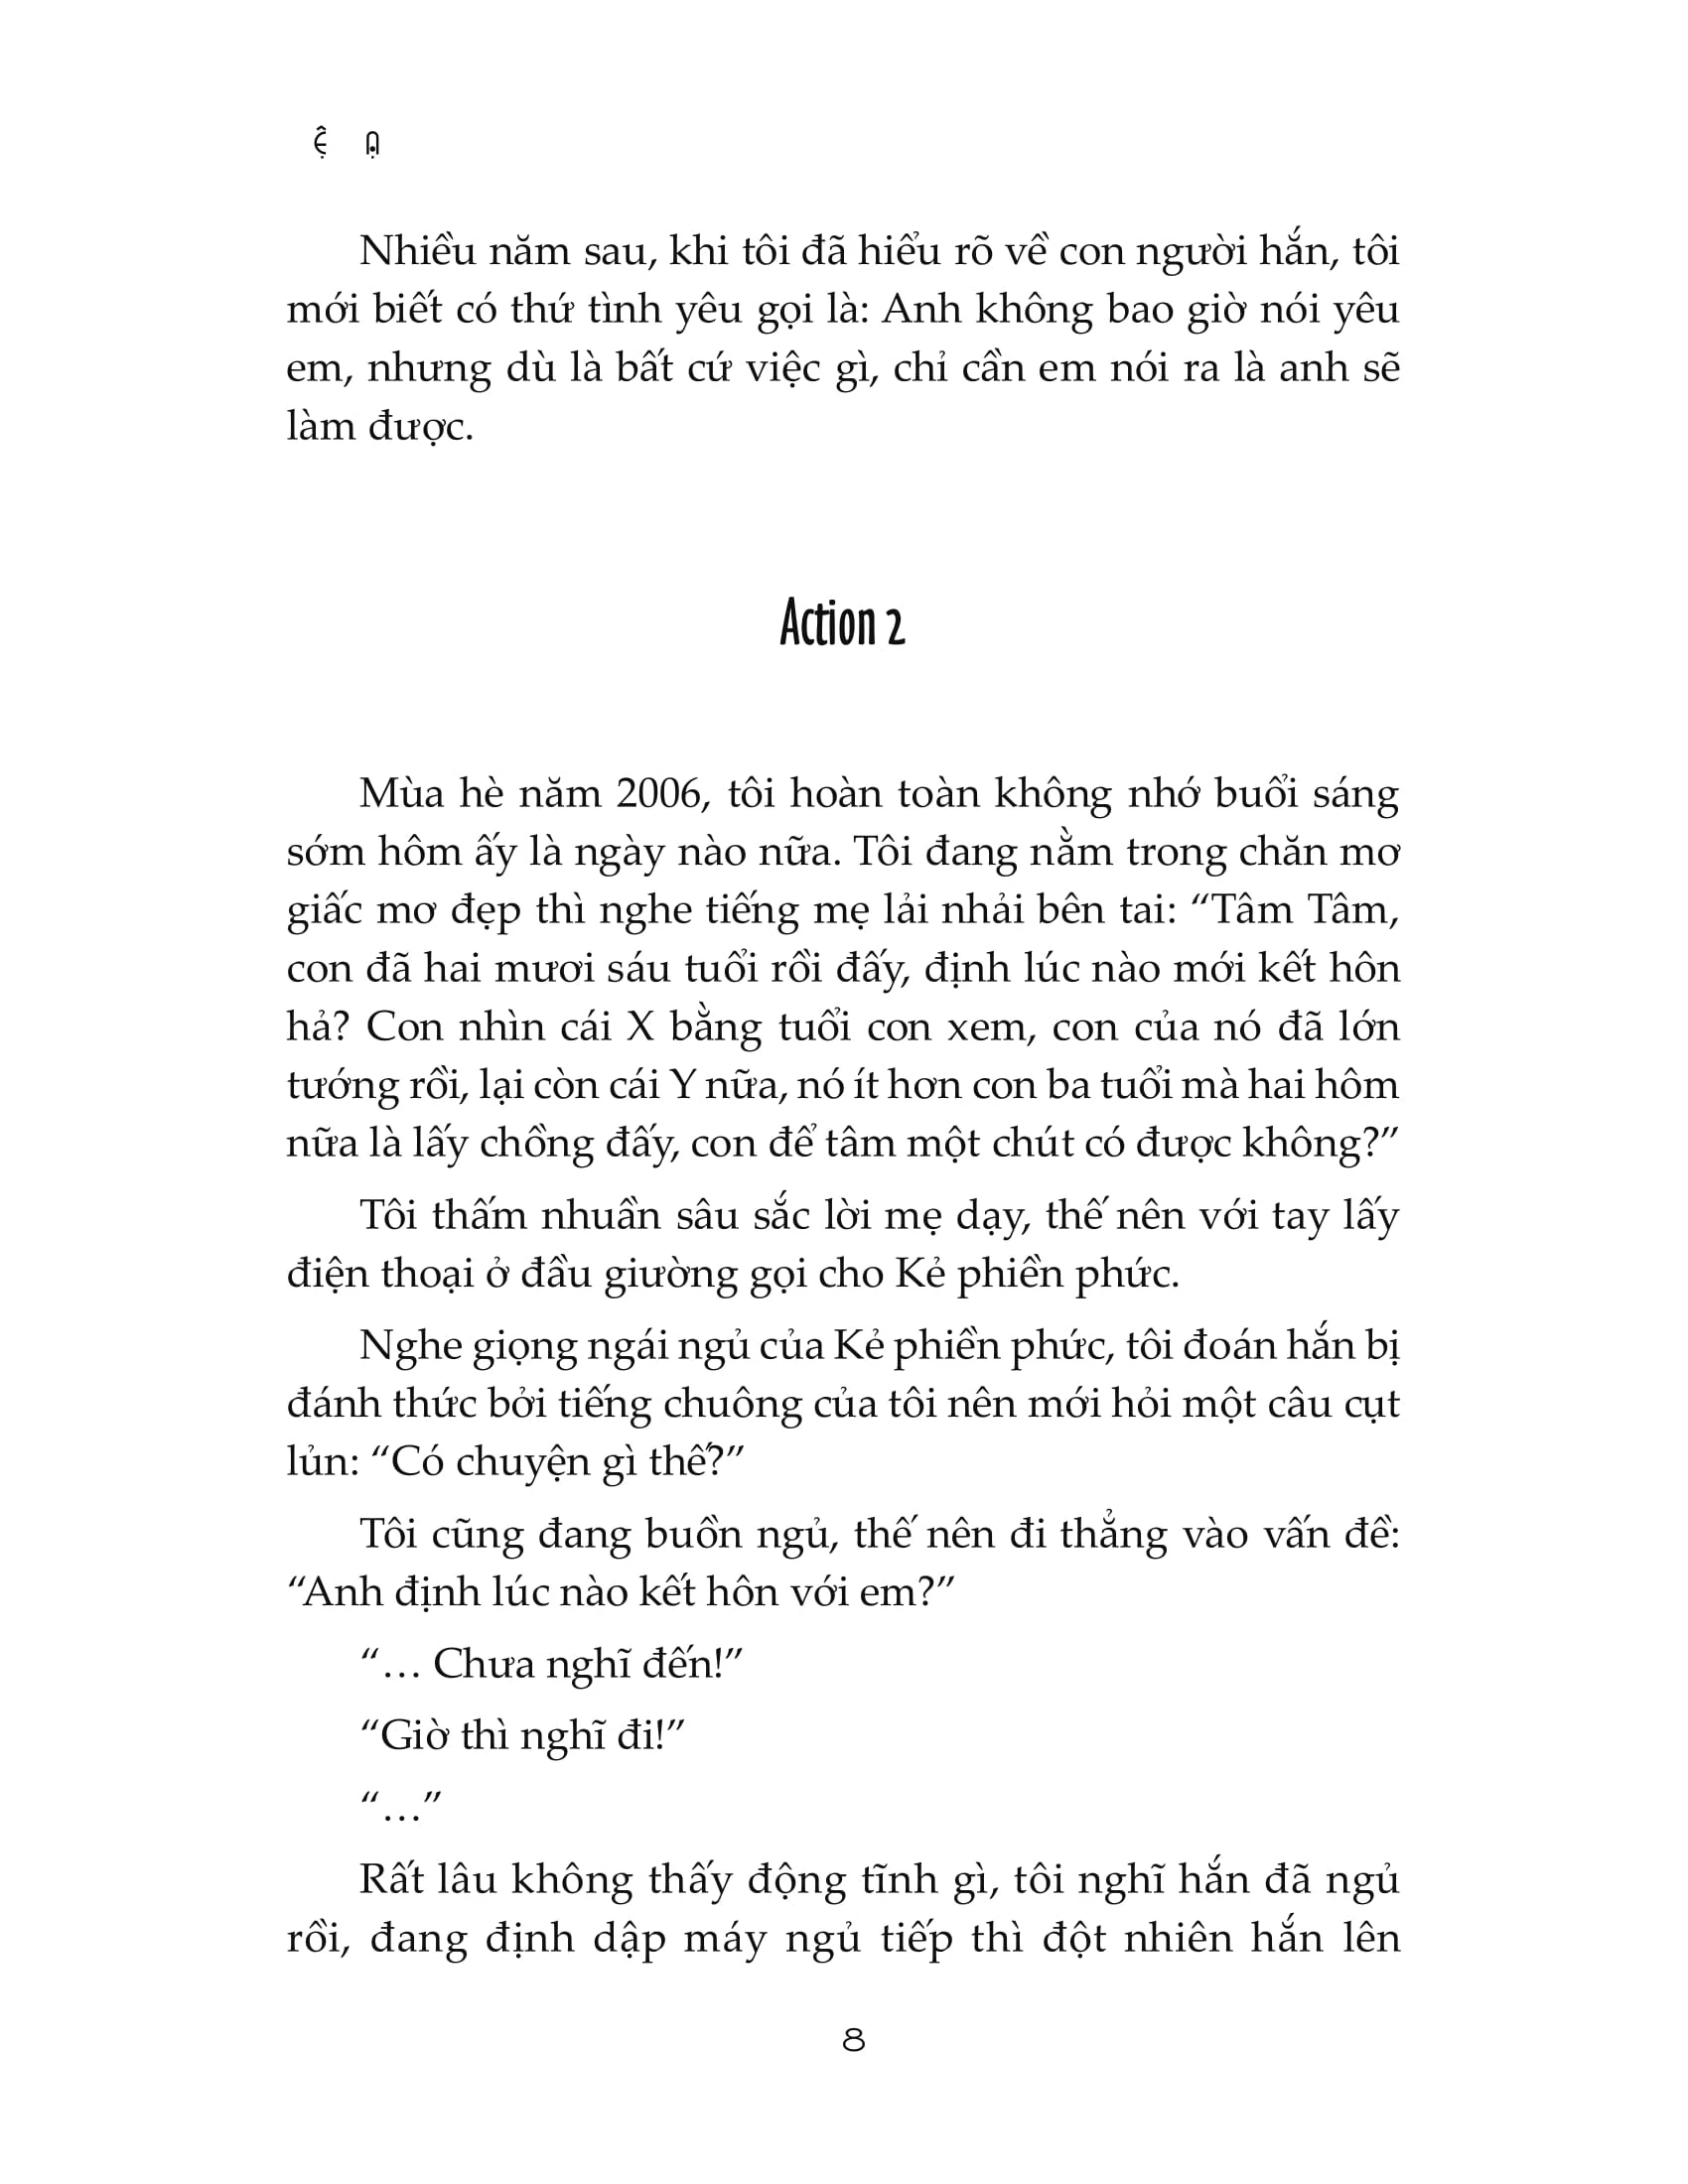 Ệ Ạ
Nhiều năm sau, khi tôi đã hiểu rõ về con người hắn, tôi
mới biết có thứ tình yêu gọi là: Anh không bao giờ nói yêu
em, nhưng dù là bất cứ việc gì, chỉ cần em nói ra là anh sẽ
làm được.
Action 2
Mùa hè năm 2006, tôi hoàn toàn không nhớ buổi sáng
sớm hôm ấy là ngày nào nữa. Tôi đang nằm trong chăn mơ
giấc mơ đẹp thì nghe tiếng mẹ lải nhải bên tai: “Tâm Tâm,
con đã hai mươi sáu tuổi rồi đấy, định lúc nào mới kết hôn
hả? Con nhìn cái X bằng tuổi con xem, con của nó đã lớn
tướng rồi, lại còn cái Y nữa, nó ít hơn con ba tuổi mà hai hôm
nữa là lấy chồng đấy, con để tâm một chút có được không?”
Tôi thấm nhuần sâu sắc lời mẹ dạy, thế nên với tay lấy
điện thoại ở đầu giường gọi cho Kẻ phiền phức.
Nghe giọng ngái ngủ của Kẻ phiền phức, tôi đoán hắn bị
đánh thức bởi tiếng chuông của tôi nên mới hỏi một câu cụt
lủn: “Có chuyện gì thế?”
Tôi cũng đang buồn ngủ, thế nên đi thẳng vào vấn đề:
“Anh định lúc nào kết hôn với em?”
“… Chưa nghĩ đến!”
“Giờ thì nghĩ đi!”
“…”
Rất lâu không thấy động tĩnh gì, tôi nghĩ hắn đã ngủ
rồi, đang định dập máy ngủ tiếp thì đột nhiên hắn lên
8